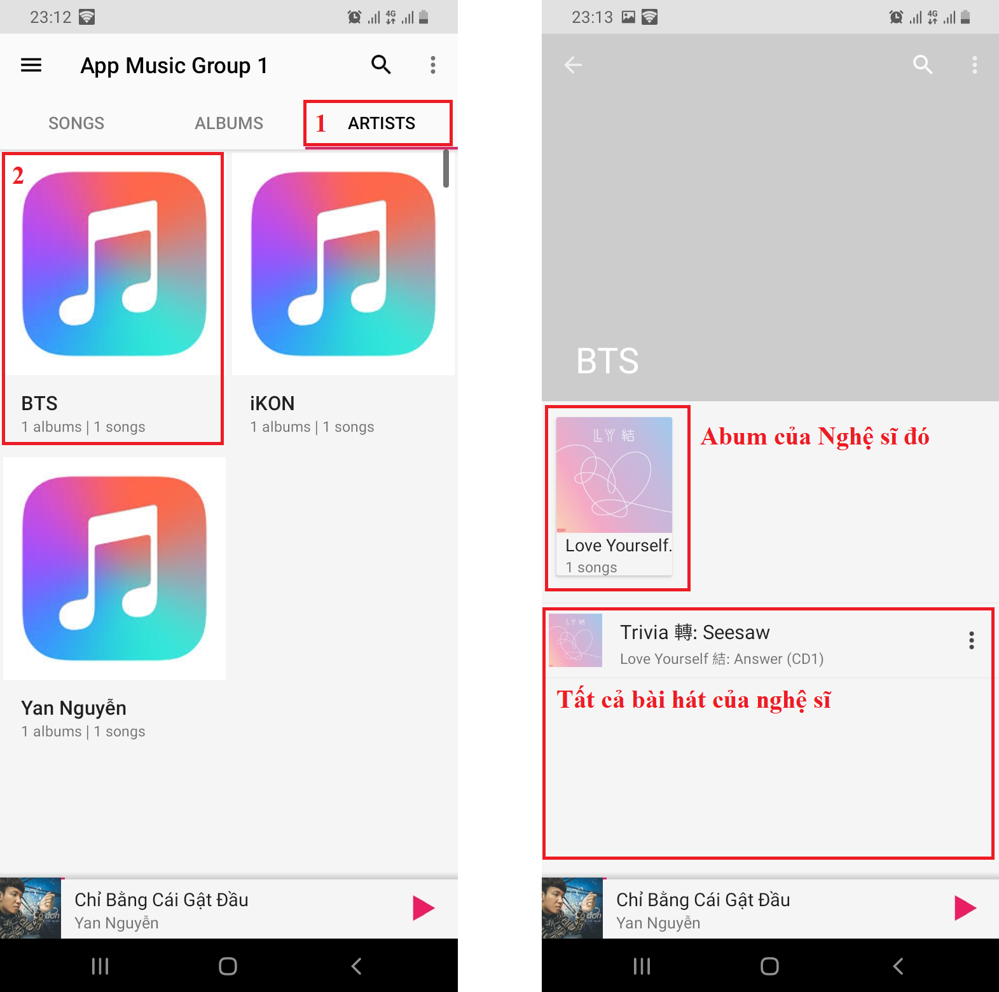 23:12
4G
App Music Group 1
SONGS
ALBUMS
1
ARTISTS
2
BTS
1 albums | 1 songs
iKON
1 albums | 1 songs
Yan Nguyễn
1 albums | 1 songs
Chỉ Bằng Cái Gật Đầu
Yan Nguyễn
23:13
4G
BTS
LY 結
csn
Love Yourself.
1 songs
Abum của Nghệ sĩ đó
LY 結
Trivia 轉: Seesaw
Love Yourself 結: Answer (CD1)
Tất cả bài hát của nghệ sĩ
Chỉ Bằng Cái Gật Đầu
Yan Nguyễn